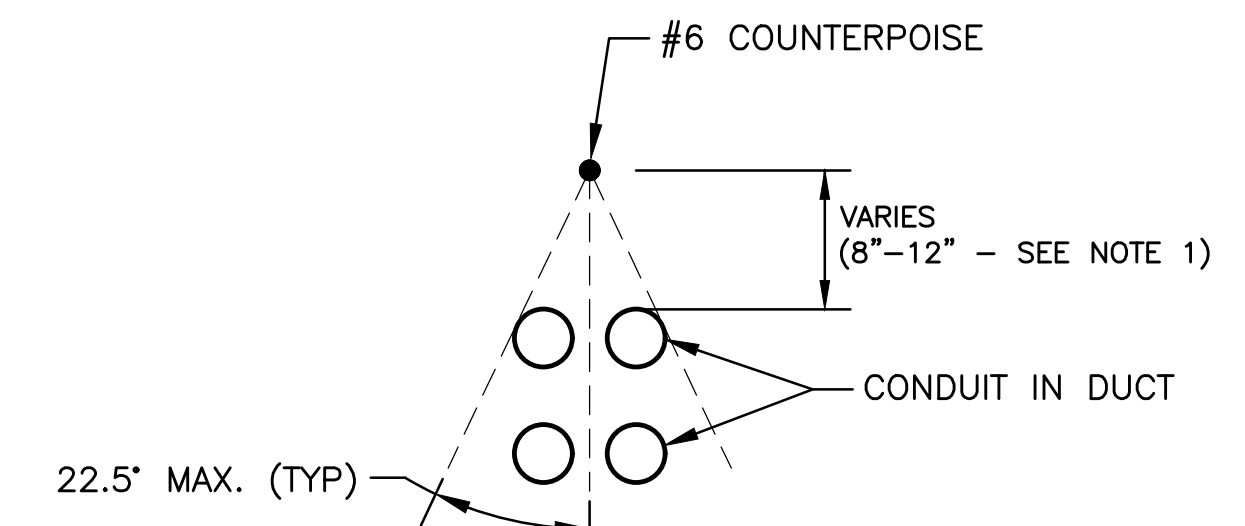 #6 COUNTERPOISE
VARIES
(8"-12" - SEE NOTE 1)
CONDUIT IN DUCT
22.5° MAX. (TYP)